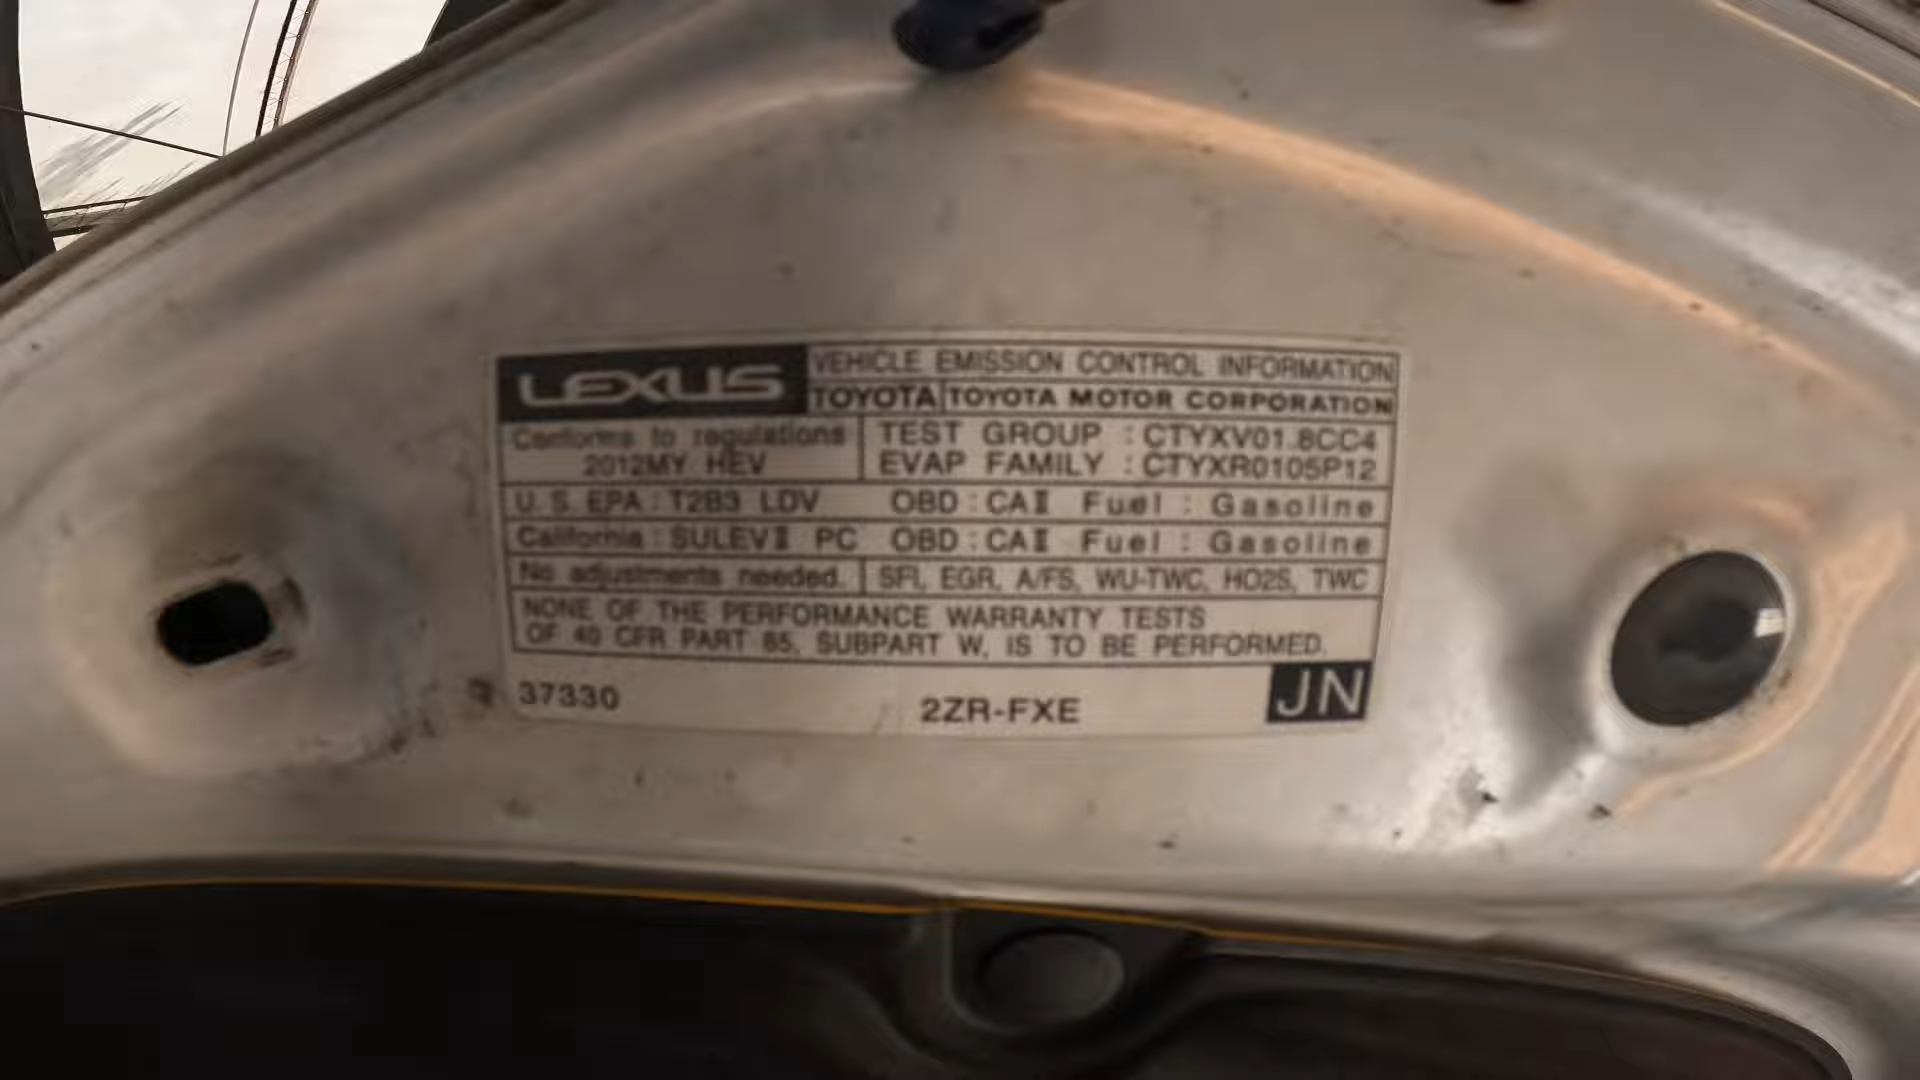 LEXUS VEHICLE EMISSION CONTROL INFORMATION
TOYOTA TOYOTA MOTOR CORPORATION
Conforms to regulations TEST GROUP : CTYXV01.8CC4
2012MY HEV EVAP FAMILY : CTYXR0105P12
U.S. EPA : T2B3 LDV OBD : CAII Fuel : Gasoline
California : SULEVII PC OBD : CAII Fuel : Gasoline
No adjustments needed. SFI, EGR, A/FS, WU-TWC, HO2S, TWC
NONE OF THE PERFORMANCE WARRANTY TESTS
OF 40 CFR PART 85, SUBPART W, IS TO BE PERFORMED.
37330 2ZR-FXE JN